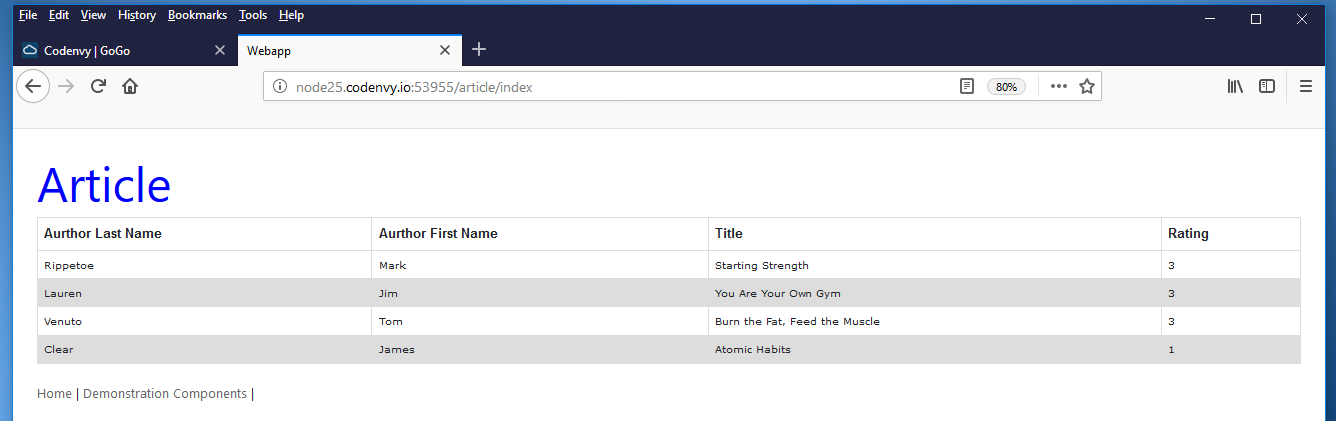 File Edit View History Bookmarks Tools Help
Codenvy | GoGo Webapp
node25.codenvy.io:53955/article/index 80%
Article
Aurthor Last Name Aurthor First Name Title Rating
Rippetoe Mark Starting Strength 3
Lauren Jim You Are Your Own Gym 3
Venuto Tom Burn the Fat, Feed the Muscle 3
Clear James Atomic Habits 1
Home | Demonstration Components |